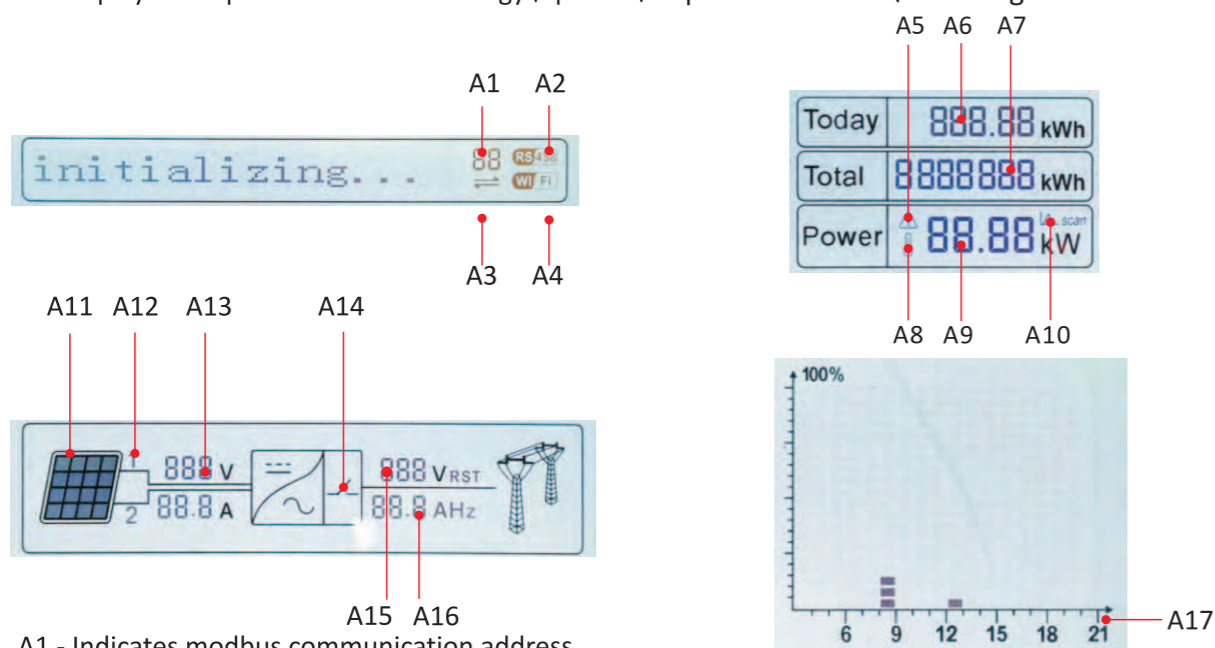 A5 A6 A7
A1 A2
initializing... 88 RS485
WiFi
A3 A4
Today 888.88 kWh
Total 8888888 kWh
Power 88.88 kW scan
A8 A9 A10
A11 A12 A13 A14
1 888 V 888 V RST
2 88.8 A 88.8 AHz
A15 A16
100%
6 9 12 15 18 21
A17
A1 - Indicates modbus communication address